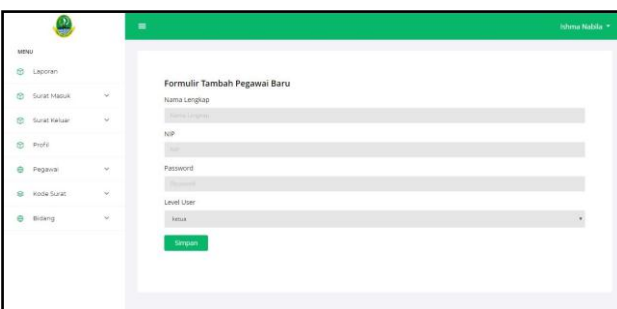 Ishma Nabila
MENU
Laporan
Surat Masuk
Surat Keluar
Profil
Pegawai
Kode Surat
Bidang
Formulir Tambah Pegawai Baru
Nama Lengkap
Nama Lengkap
NIP
NIP
Password
Password
Level User
Ketua
Simpan